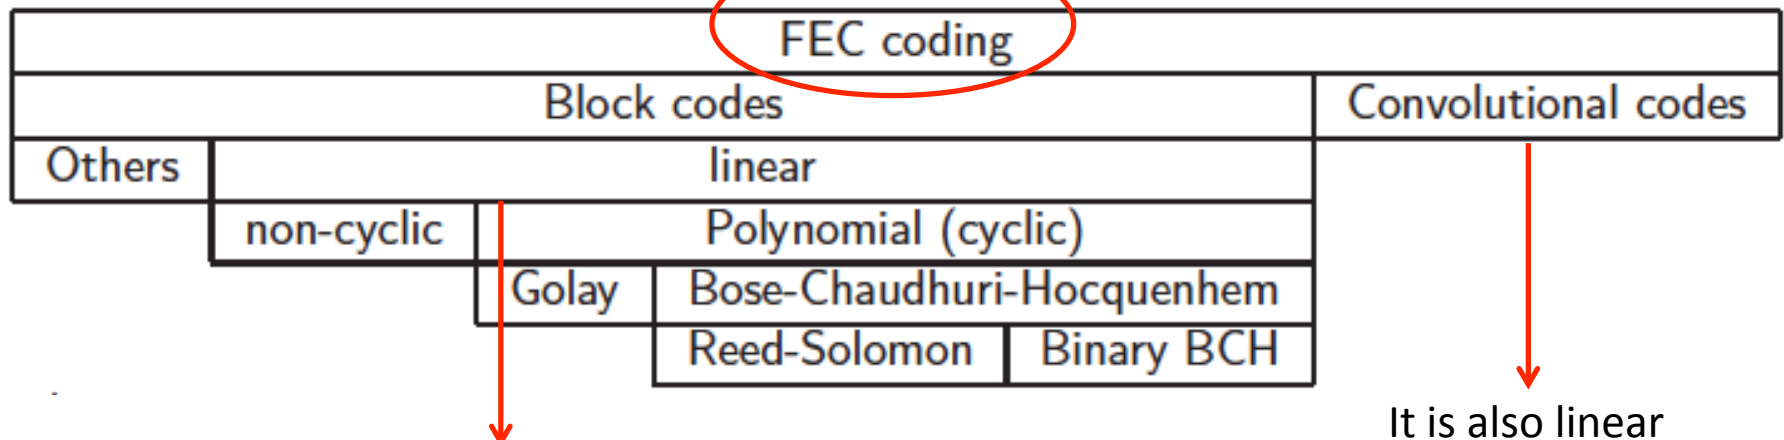 FEC coding
Block codes Convolutional codes
Others linear
non-cyclic Polynomial (cyclic)
Golay Bose-Chaudhuri-Hocquenhem
Reed-Solomon Binary BCH
It is also linear